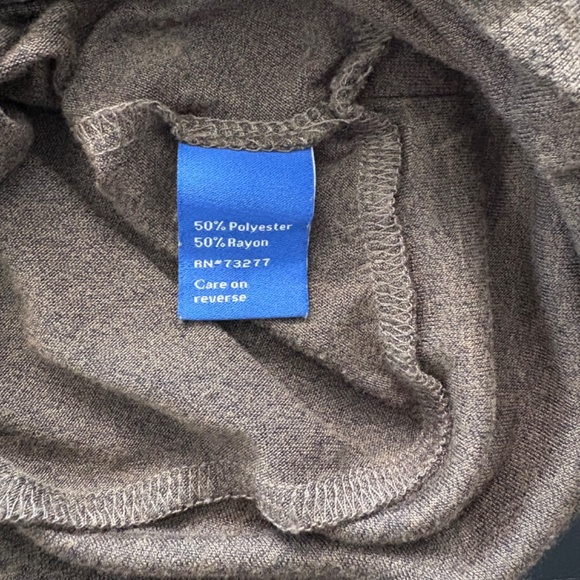 50% Polyester
50% Rayon
RN#73277
Care on
reverse